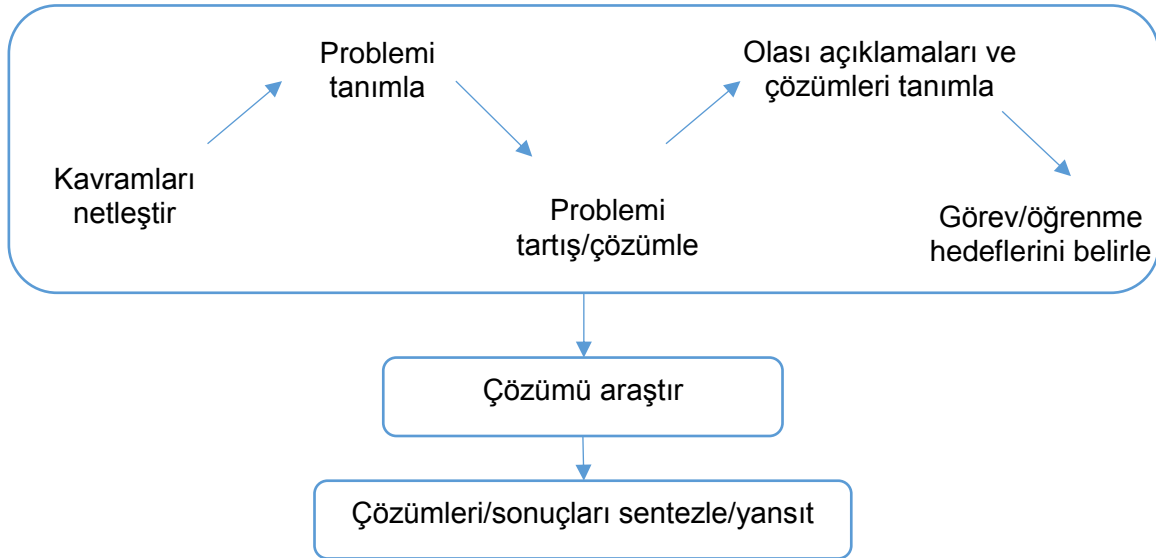 Kavramları
netleştir
Problemi
tanımla
Problemi
tartış/çözümle
Olası açıklamaları ve
çözümleri tanımla
Görev/öğrenme
hedeflerini belirle
Çözümü araştır
Çözümleri/sonuçları sentezle/yansıt